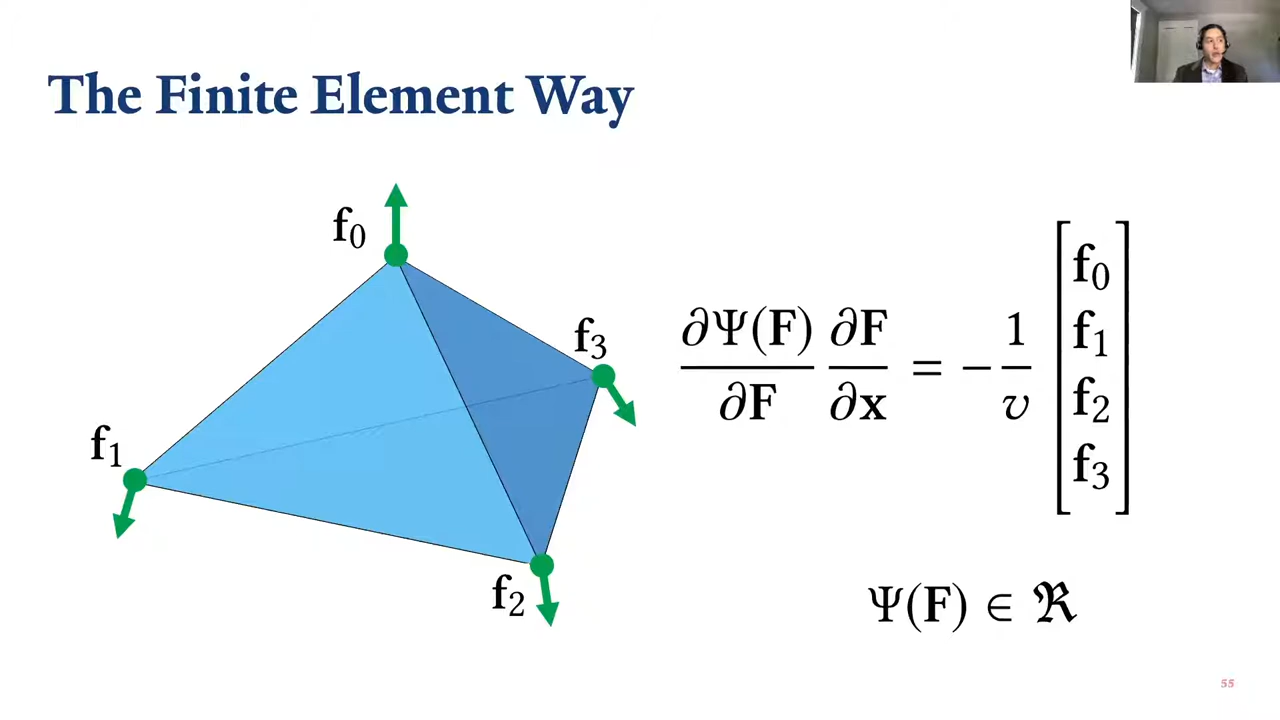 The Finite Element Way
f₀
f₃
f₁
f₂
∂Ψ(𝐅)/∂𝐅 ∂𝐅/∂𝐱 = − 1/v [f₀ f₁ f₂ f₃]
Ψ(𝐅) ∈ ℜ
55